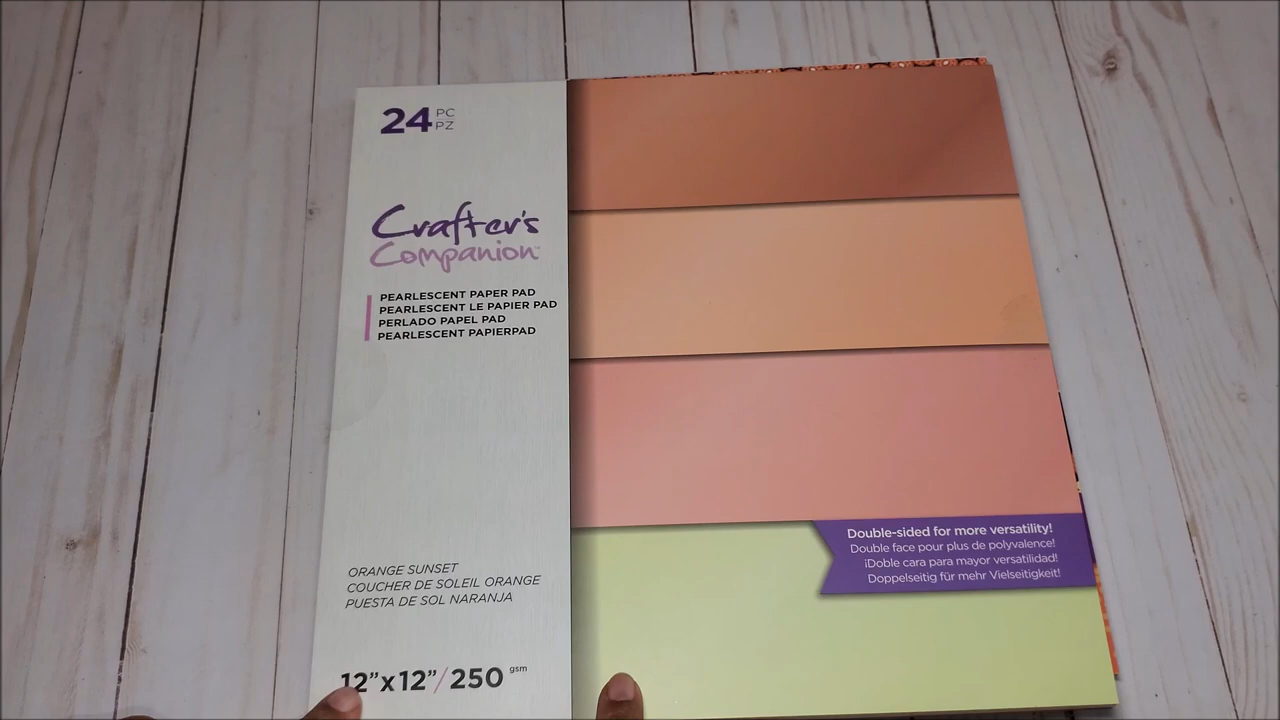 24 PC
PZ
Crafter's
Companion™
PEARLESCENT PAPER PAD
PEARLESCENT LE PAPIER PAD
PERLADO PAPEL PAD
PEARLESCENT PAPIERPAD
Double-sided for more versatility!
Double face pour plus de polyvalence!
¡Doble cara para mayor versatilidad!
Doppelseitig für mehr Vielseitigkeit!
ORANGE SUNSET
COUCHER DE SOLEIL ORANGE
PUESTA DE SOL NARANJA
12”x12”/250 gsm